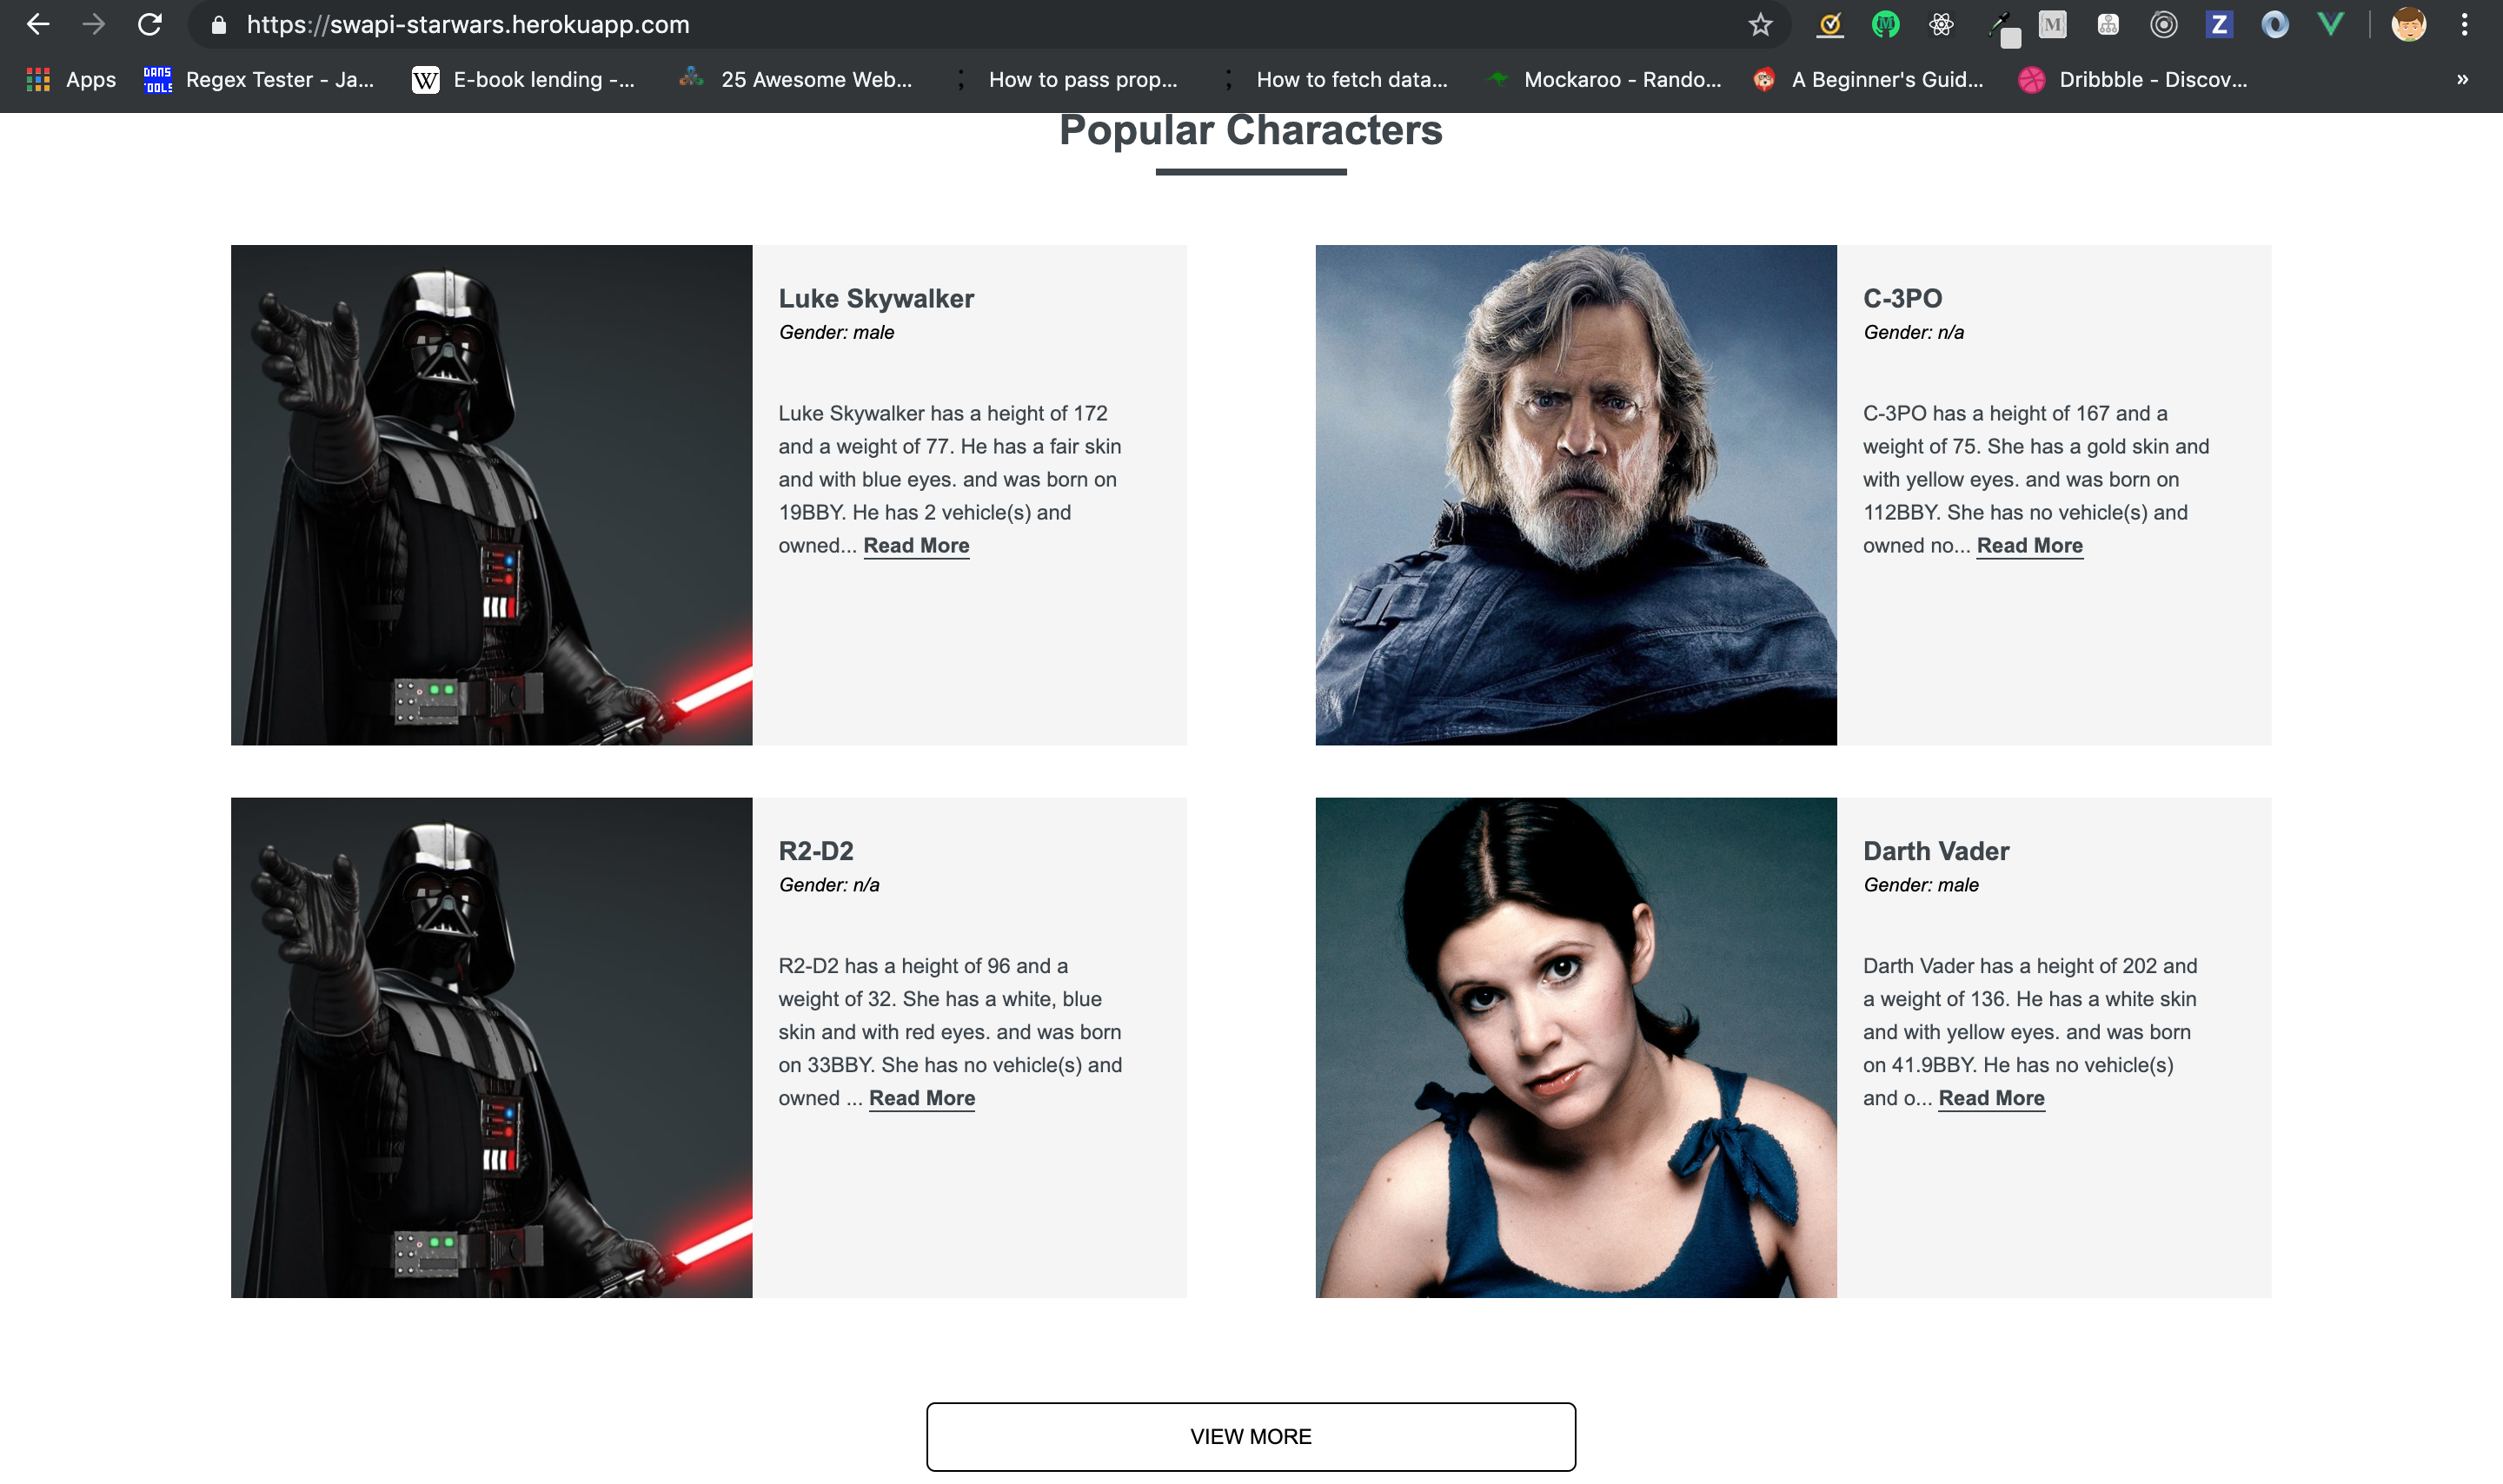 https://swapi-starwars.herokuapp.com
Apps
DANS TOOLS
Regex Tester - Ja...
W
E-book lending -...
25 Awesome Web...
How to pass prop...
How to fetch data...
Mockaroo - Rando...
A Beginner's Guid...
Dribbble - Discov...
»
Popular Characters
Luke Skywalker
Gender: male
Luke Skywalker has a height of 172
and a weight of 77. He has a fair skin
and with blue eyes. and was born on
19BBY. He has 2 vehicle(s) and
owned... Read More
C-3PO
Gender: n/a
C-3PO has a height of 167 and a
weight of 75. She has a gold skin and
with yellow eyes. and was born on
112BBY. She has no vehicle(s) and
owned no... Read More
R2-D2
Gender: n/a
R2-D2 has a height of 96 and a
weight of 32. She has a white, blue
skin and with red eyes. and was born
on 33BBY. She has no vehicle(s) and
owned ... Read More
Darth Vader
Gender: male
Darth Vader has a height of 202 and
a weight of 136. He has a white skin
and with yellow eyes. and was born
on 41.9BBY. He has no vehicle(s)
and o... Read More
VIEW MORE